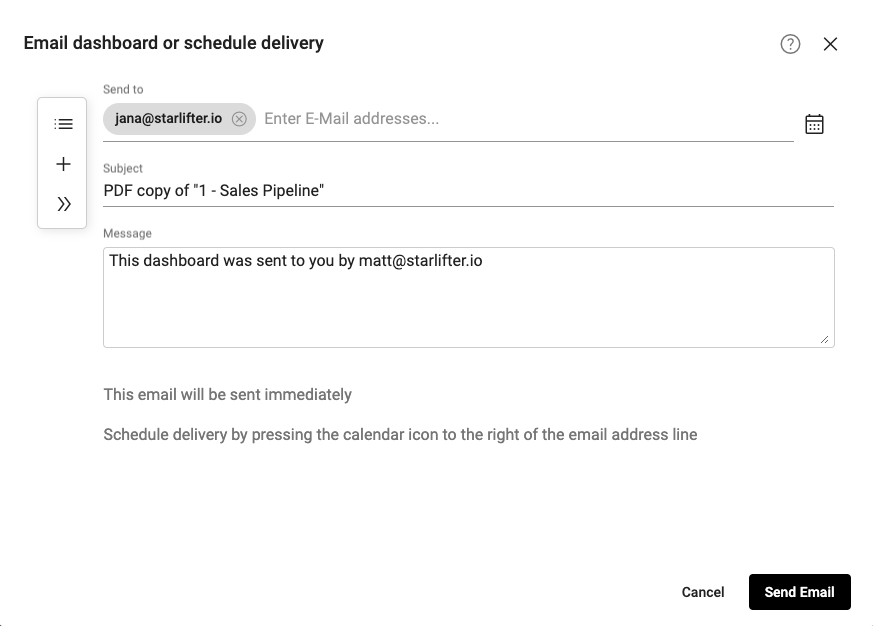 Email dashboard or schedule delivery
Send to
jana@starlifter.io Enter E-Mail addresses...
Subject
PDF copy of "1 - Sales Pipeline"
Message
This dashboard was sent to you by matt@starlifter.io
This email will be sent immediately
Schedule delivery by pressing the calendar icon to the right of the email address line
Cancel Send Email